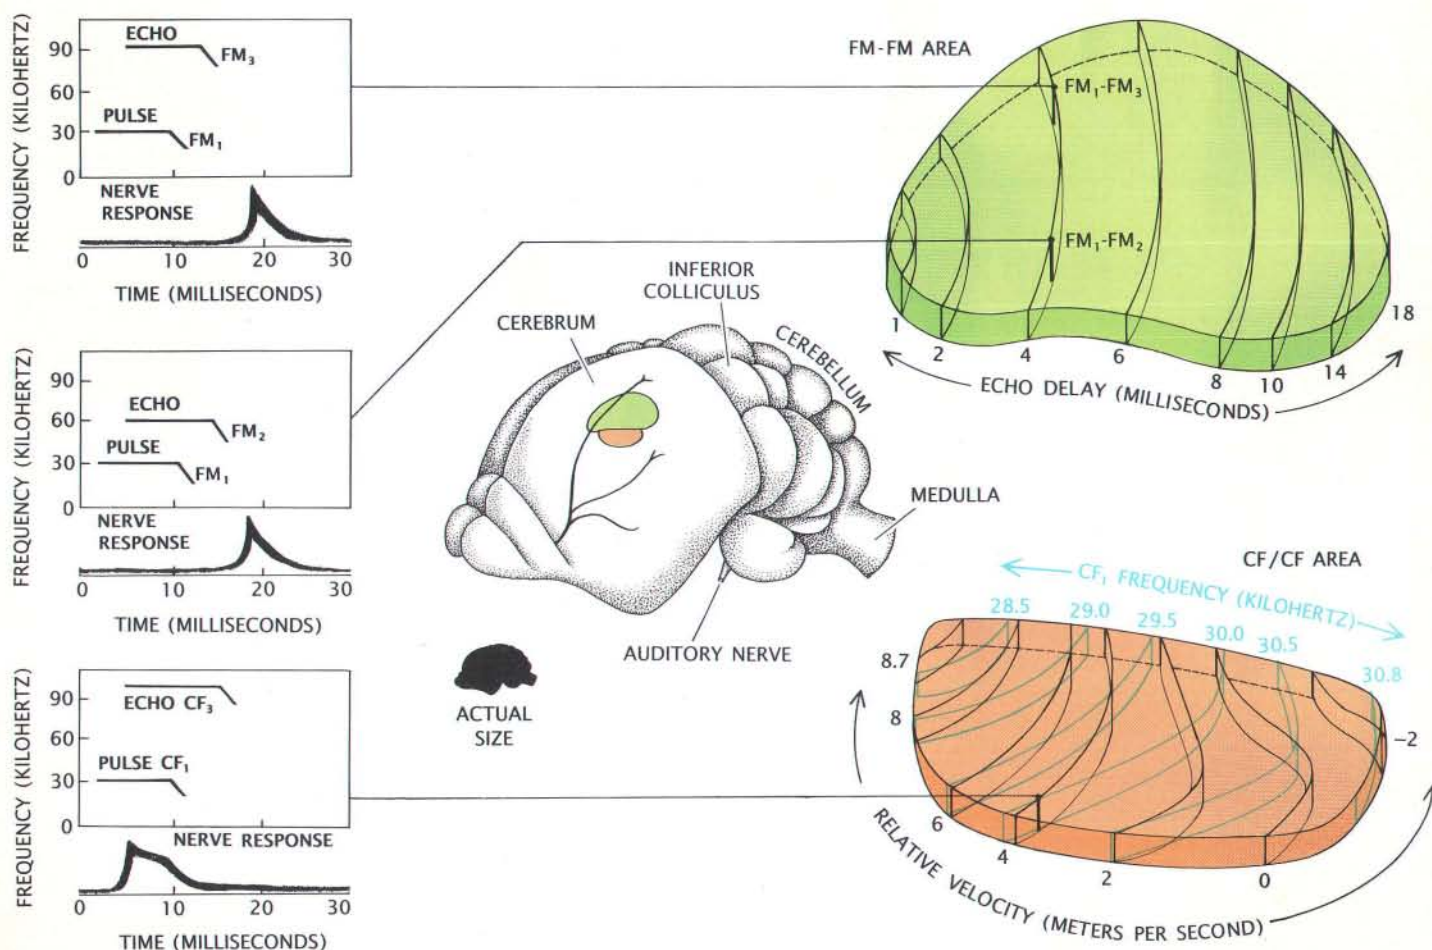 FREQUENCY (KILOHERTZ)
90
60
30
0
ECHO
FM₃
PULSE
FM₁
NERVE
RESPONSE
0 10 20 30
TIME (MILLISECONDS)
FREQUENCY (KILOHERTZ)
90
60
30
0
ECHO
FM₂
PULSE
FM₁
NERVE
RESPONSE
0 10 20 30
TIME (MILLISECONDS)
FREQUENCY (KILOHERTZ)
90
60
30
0
ECHO CF₃
PULSE CF₁
NERVE RESPONSE
0 10 20 30
TIME (MILLISECONDS)
CEREBRUM
INFERIOR
COLLICULUS
CEREBELLUM
MEDULLA
AUDITORY NERVE
ACTUAL
SIZE
FM-FM AREA
FM₁-FM₃
FM₁-FM₂
1 2 4 6 8 10 14 18
ECHO DELAY (MILLISECONDS)
CF/CF AREA
CF₁ FREQUENCY (KILOHERTZ)
28.5 29.0 29.5 30.0 30.5 30.8
8.7
8
6
4
2
0
-2
RELATIVE VELOCITY (METERS PER SECOND)